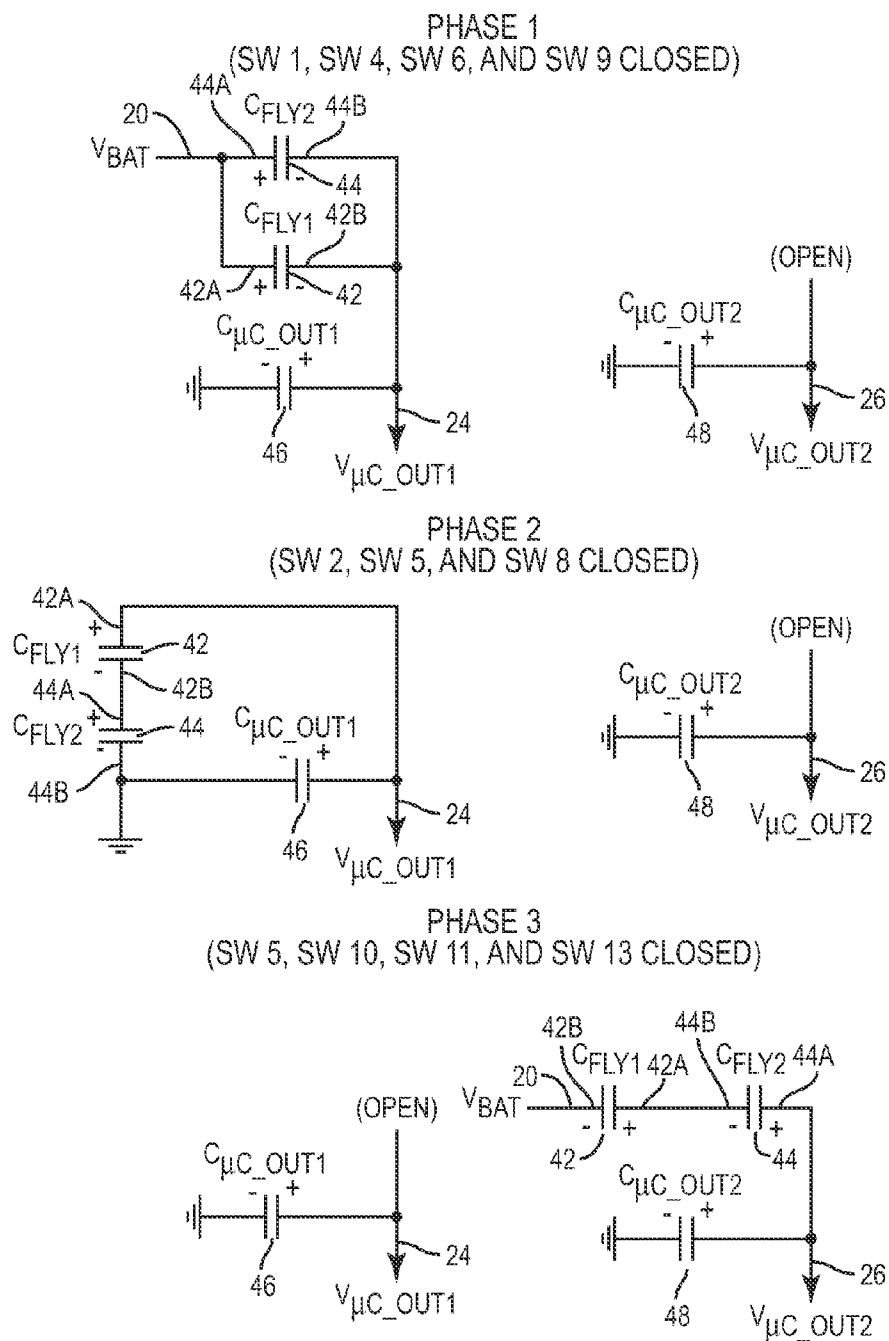 PHASE 1
(SW 1, SW 4, SW 6, AND SW 9 CLOSED)
44A
20
CFLY2
44B
VBAT
+
-
44
CFLY1
42B
42A
+
-
42
(OPEN)
CμC_OUT1
-
+
46
24
VμC_OUT1
CμC_OUT2
-
+
48
26
VμC_OUT2
PHASE 2
(SW 2, SW 5, AND SW 8 CLOSED)
42A
+
CFLY1
42
-
42B
44A
+
CFLY2
44
-
44B
CμC_OUT1
-
+
46
24
VμC_OUT1
(OPEN)
CμC_OUT2
-
+
48
26
VμC_OUT2
PHASE 3
(SW 5, SW 10, SW 11, AND SW 13 CLOSED)
42B
44B
20
CFLY1
42A
CFLY2
44A
VBAT
-
+
-
+
42
44
(OPEN)
CμC_OUT1
-
+
46
24
VμC_OUT1
CμC_OUT2
-
+
48
26
VμC_OUT2